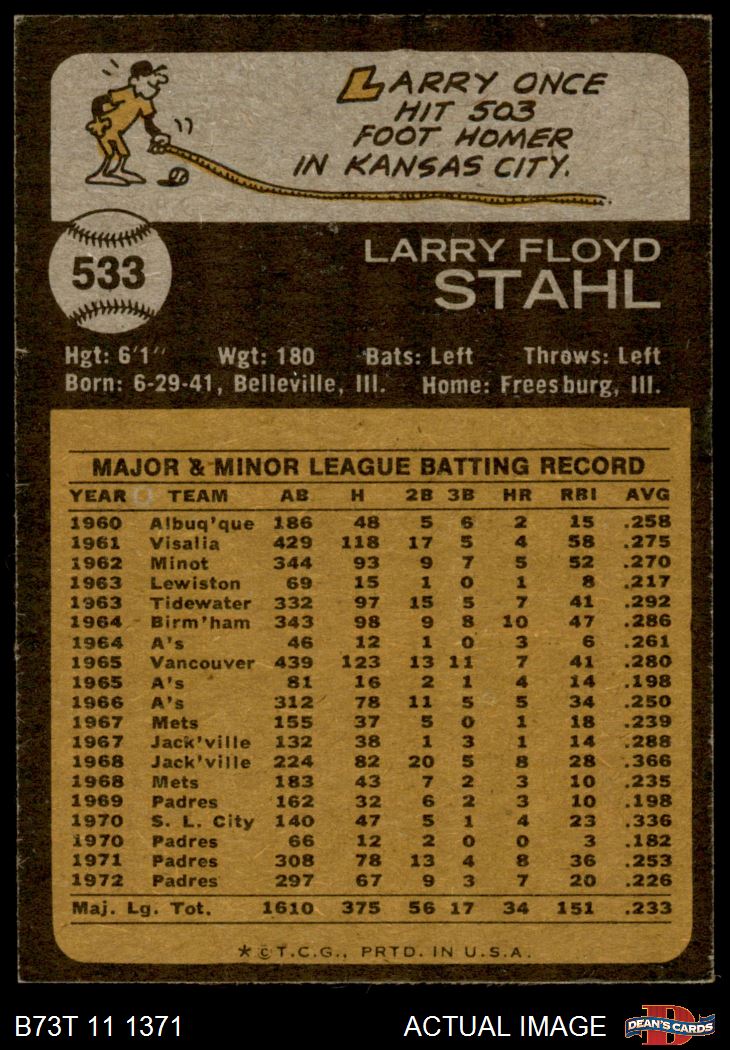 LARRY ONCE
HIT 503
FOOT HOMER
IN KANSAS CITY.
533
LARRY FLOYD
STAHL
Hgt: 6'1" Wgt: 180 Bats: Left Throws: Left
Born: 6-29-41, Belleville, Ill. Home: Freesburg, Ill.
MAJOR & MINOR LEAGUE BATTING RECORD
YEAR TEAM AB H 2B 3B HR RBI AVG
1960 Albuq'que 186 48 5 6 2 15 .258
1961 Visalia 429 118 17 5 4 58 .275
1962 Minot 344 93 9 7 5 52 .270
1963 Lewiston 69 15 1 0 1 8 .217
1963 Tidewater 332 97 15 5 7 41 .292
1964 Birm'ham 343 98 9 8 10 47 .286
1964 A's 46 12 1 0 3 6 .261
1965 Vancouver 439 123 13 11 7 41 .280
1965 A's 81 16 2 1 4 14 .198
1966 A's 312 78 11 5 5 34 .250
1967 Mets 155 37 5 0 1 18 .239
1967 Jack'ville 132 38 1 3 1 14 .288
1968 Jack'ville 224 82 20 5 8 28 .366
1968 Mets 183 43 7 2 3 10 .235
1969 Padres 162 32 6 2 3 10 .198
1970 S. L. City 140 47 5 1 4 23 .336
1970 Padres 66 12 2 0 0 3 .182
1971 Padres 308 78 13 4 8 36 .253
1972 Padres 297 67 9 3 7 20 .226
Maj. Lg. Tot. 1610 375 56 17 34 151 .233
* © T.C.G., PRTD. IN U.S.A.
B73T 11 1371 ACTUAL IMAGE
D
DEAN'S CARDS